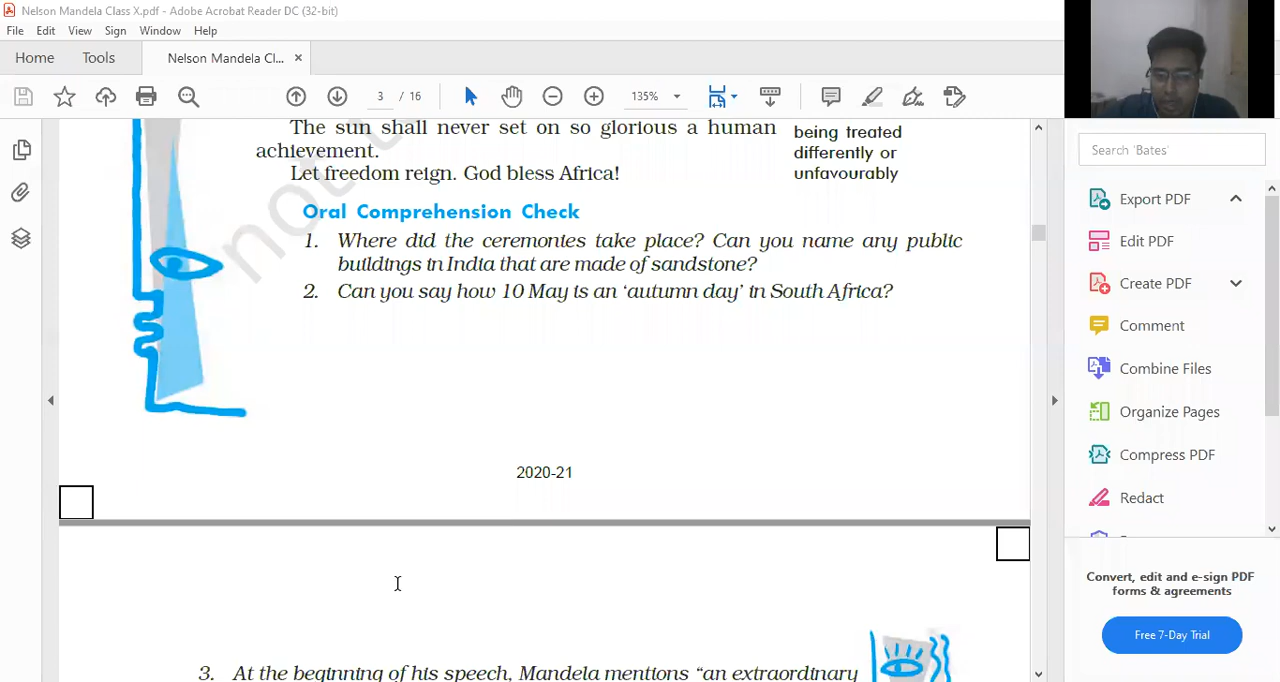 Nelson Mandela Class X.pdf - Adobe Acrobat Reader DC (32-bit)
File Edit View Sign Window Help
Home Tools Nelson Mandela Cl... ×
3 / 16 135%
The sun shall never set on so glorious a human
achievement.
Let freedom reign. God bless Africa!
being treated
differently or
unfavourably
not
Oral Comprehension Check
1. Where did the ceremonies take place? Can you name any public
buildings in India that are made of sandstone?
2. Can you say how 10 May is an ‘autumn day’ in South Africa?
2020-21
3. At the beginning of his speech, Mandela mentions “an extraordinary
Search 'Bates'
Export PDF
Edit PDF
Create PDF
Comment
Combine Files
Organize Pages
Compress PDF
Redact
Convert, edit and e-sign PDF
forms & agreements
Free 7-Day Trial